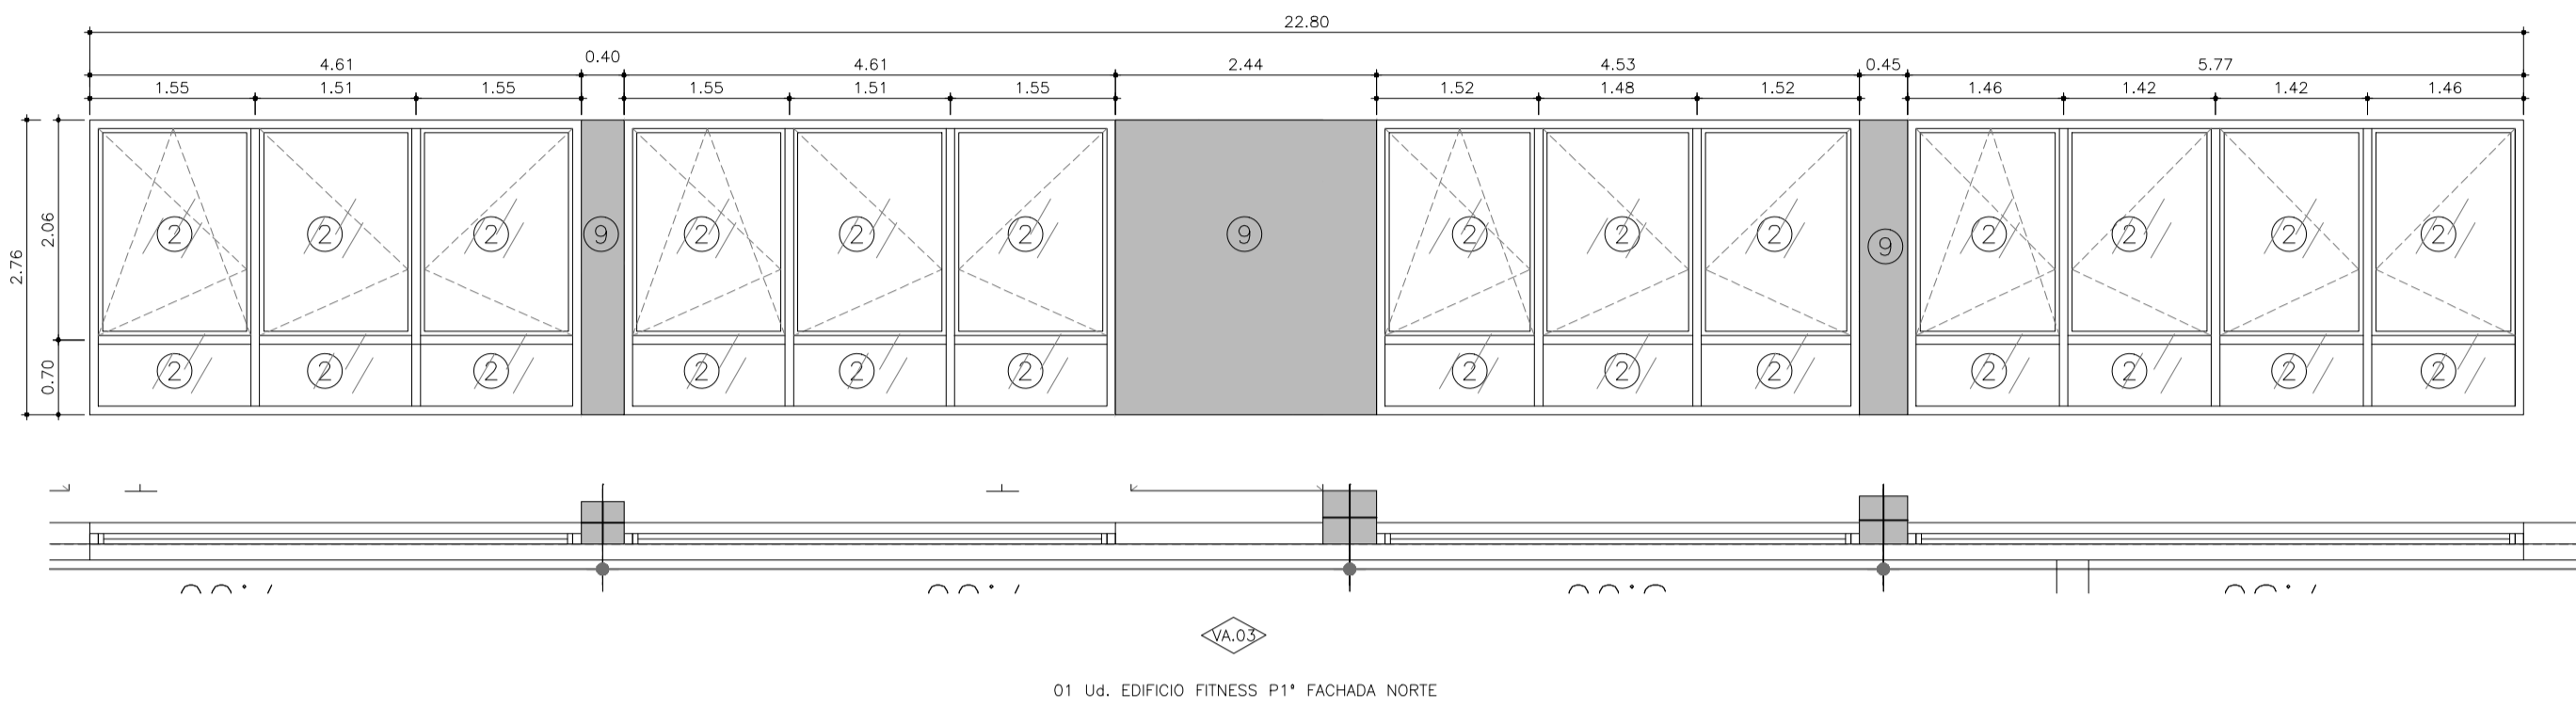 22.80
4.61 0.40 4.61 2.44 4.53 0.45 5.77
1.55 1.51 1.55 1.55 1.51 1.55 1.52 1.48 1.52 1.46 1.42 1.42 1.46
2.76
2.06
0.70
2 2 2 9 2 2 2 9 2 2 2 9 2 2 2 2
2 2 2 2 2 2 2 2 2 2 2 2 2
VA.03
01 Ud. EDIFICIO FITNESS P1ª FACHADA NORTE